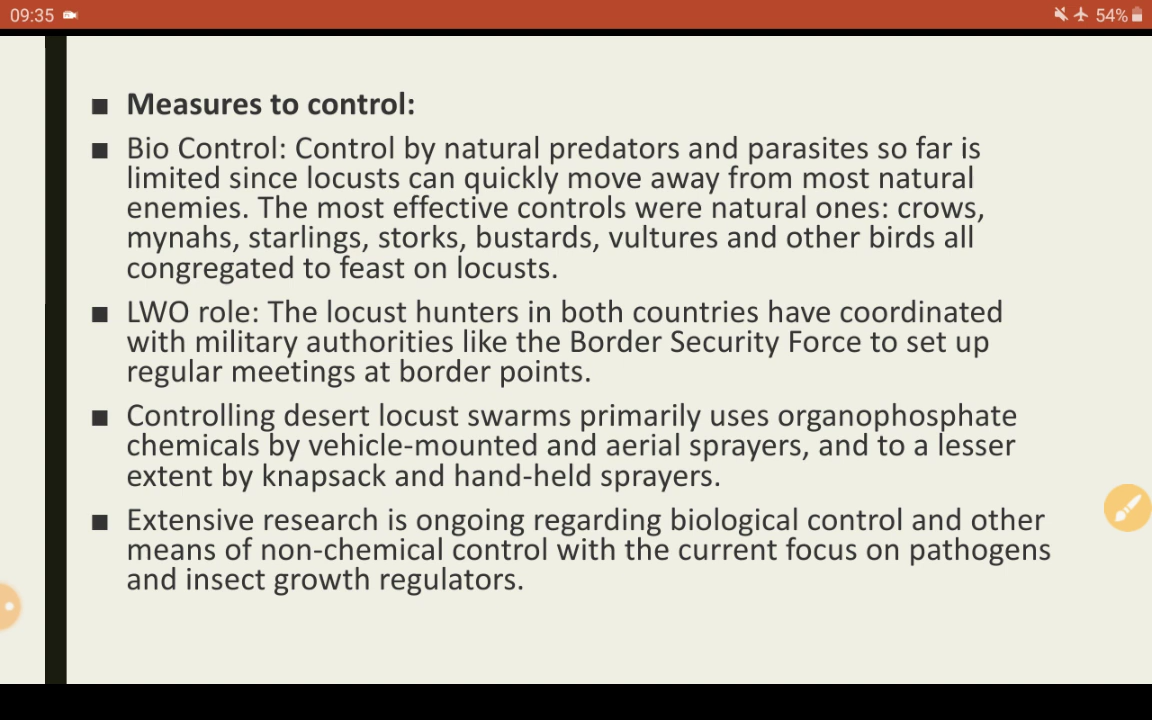 09:35
54%
■ Measures to control:
■ Bio Control: Control by natural predators and parasites so far is
limited since locusts can quickly move away from most natural
enemies. The most effective controls were natural ones: crows,
mynahs, starlings, storks, bustards, vultures and other birds all
congregated to feast on locusts.
■ LWO role: The locust hunters in both countries have coordinated
with military authorities like the Border Security Force to set up
regular meetings at border points.
■ Controlling desert locust swarms primarily uses organophosphate
chemicals by vehicle-mounted and aerial sprayers, and to a lesser
extent by knapsack and hand-held sprayers.
■ Extensive research is ongoing regarding biological control and other
means of non-chemical control with the current focus on pathogens
and insect growth regulators.